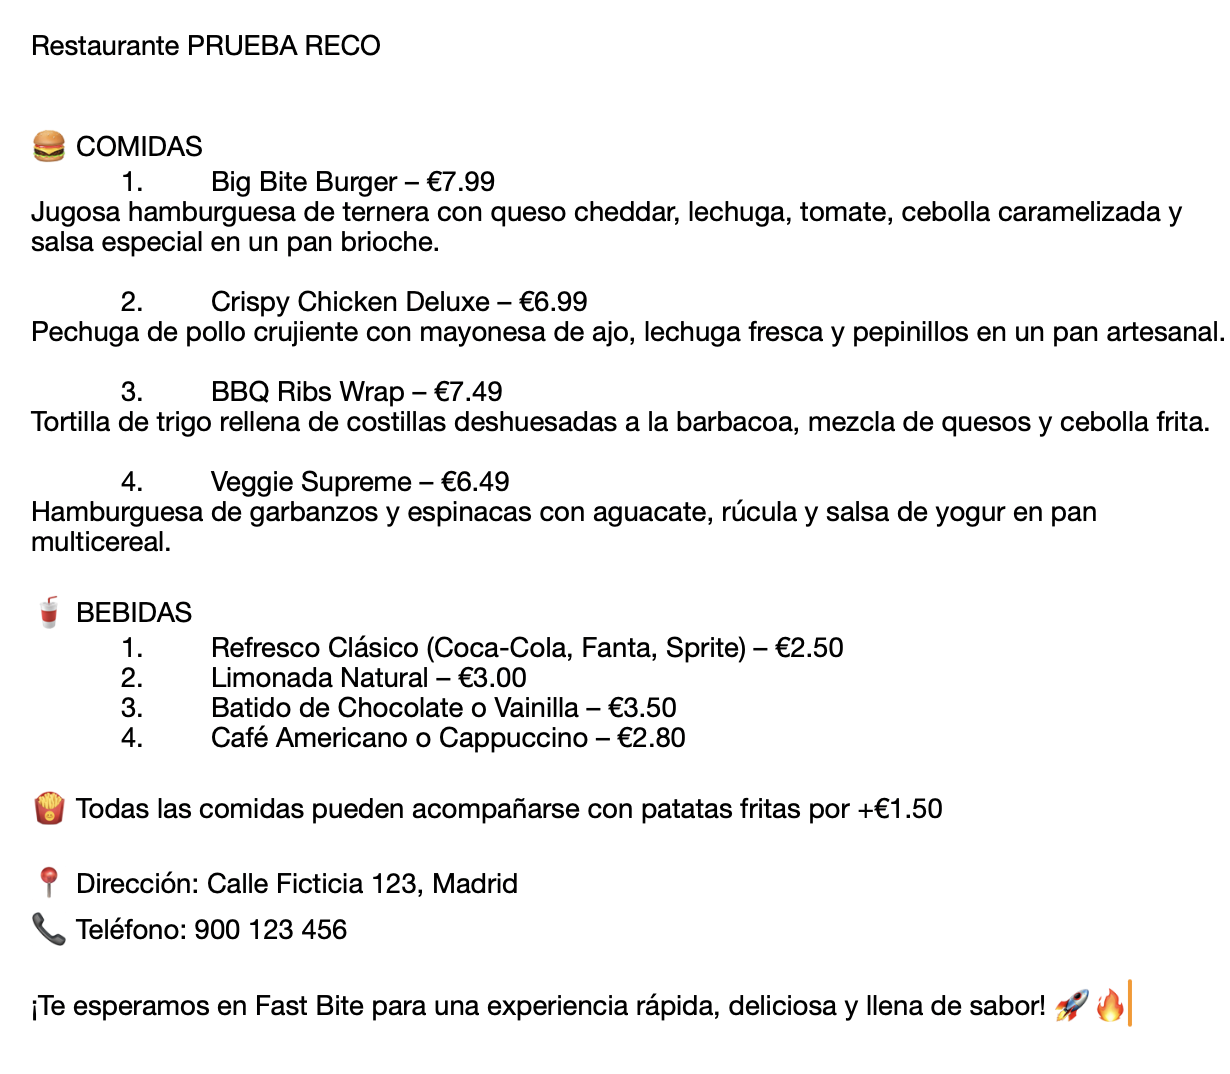 Restaurante PRUEBA RECO
🍔 COMIDAS
1. Big Bite Burger – €7.99
Jugosa hamburguesa de ternera con queso cheddar, lechuga, tomate, cebolla caramelizada y
salsa especial en un pan brioche.
2. Crispy Chicken Deluxe – €6.99
Pechuga de pollo crujiente con mayonesa de ajo, lechuga fresca y pepinillos en un pan artesanal.
3. BBQ Ribs Wrap – €7.49
Tortilla de trigo rellena de costillas deshuesadas a la barbacoa, mezcla de quesos y cebolla frita.
4. Veggie Supreme – €6.49
Hamburguesa de garbanzos y espinacas con aguacate, rúcula y salsa de yogur en pan
multicereal.
🥤 BEBIDAS
1. Refresco Clásico (Coca-Cola, Fanta, Sprite) – €2.50
2. Limonada Natural – €3.00
3. Batido de Chocolate o Vainilla – €3.50
4. Café Americano o Cappuccino – €2.80
🍟 Todas las comidas pueden acompañarse con patatas fritas por +€1.50
📍 Dirección: Calle Ficticia 123, Madrid
📞 Teléfono: 900 123 456
¡Te esperamos en Fast Bite para una experiencia rápida, deliciosa y llena de sabor! 🚀🔥